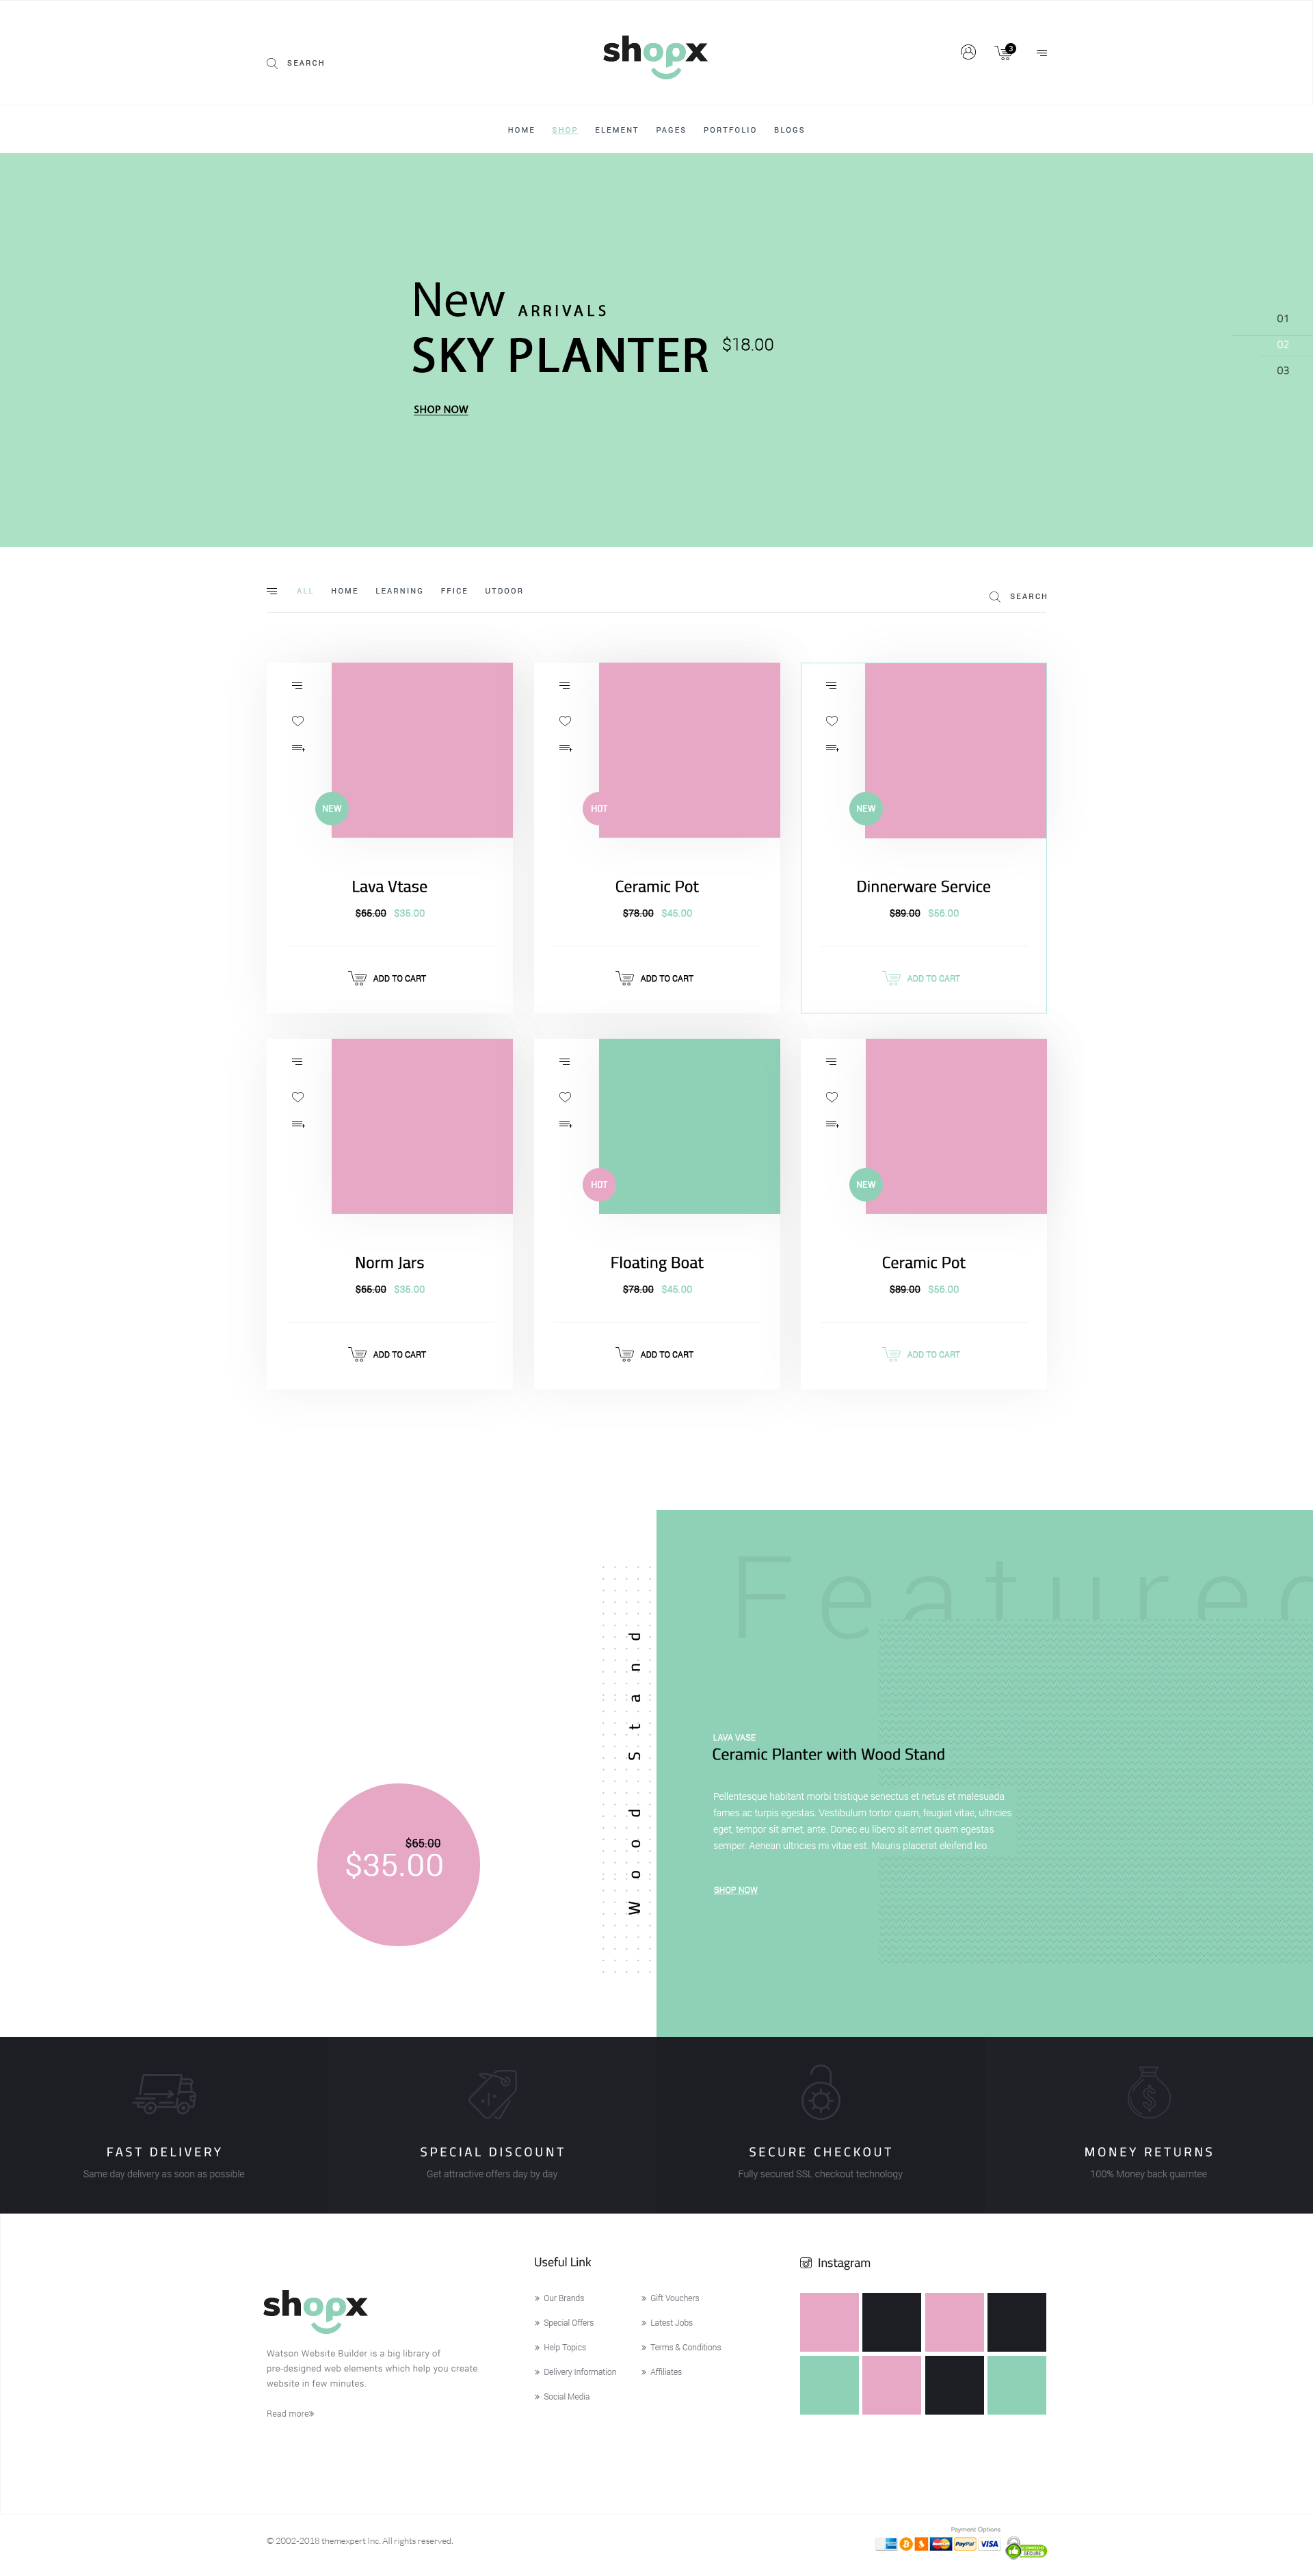 SEARCH
shopx
3
HOME SHOP ELEMENT PAGES PORTFOLIO BLOGS
New ARRIVALS
SKY PLANTER $18.00
SHOP NOW
01
02
03
ALL HOME LEARNING FFICE UTDOOR
SEARCH
NEW
Lava Vtase
$65.00 $35.00
ADD TO CART
HOT
Ceramic Pot
$78.00 $45.00
ADD TO CART
NEW
Dinnerware Service
$89.00 $56.00
ADD TO CART
Norm Jars
$65.00 $35.00
ADD TO CART
HOT
Floating Boat
$78.00 $45.00
ADD TO CART
NEW
Ceramic Pot
$89.00 $56.00
ADD TO CART
$65.00
$35.00
Wood Stand
Featured
LAVA VASE
Ceramic Planter with Wood Stand
Pellentesque habitant morbi tristique senectus et netus et malesuada
fames ac turpis egestas. Vestibulum tortor quam, feugiat vitae, ultricies
eget, tempor sit amet, ante. Donec eu libero sit amet quam egestas
semper. Aenean ultricies mi vitae est. Mauris placerat eleifend leo.
SHOP NOW
FAST DELIVERY
Same day delivery as soon as possible
SPECIAL DISCOUNT
Get attractive offers day by day
SECURE CHECKOUT
Fully secured SSL checkout technology
MONEY RETURNS
100% Money back guarntee
shopx
Watson Website Builder is a big library of
pre-designed web elements which help you create
website in few minutes.
Read more»
Useful Link
» Our Brands
» Special Offers
» Help Topics
» Delivery Information
» Social Media
» Gift Vouchers
» Latest Jobs
» Terms & Conditions
» Affiliates
Instagram
© 2002-2018 themexpert Inc. All rights reserved.
Payment Options
MasterCard
PayPal
VISA
SECURE